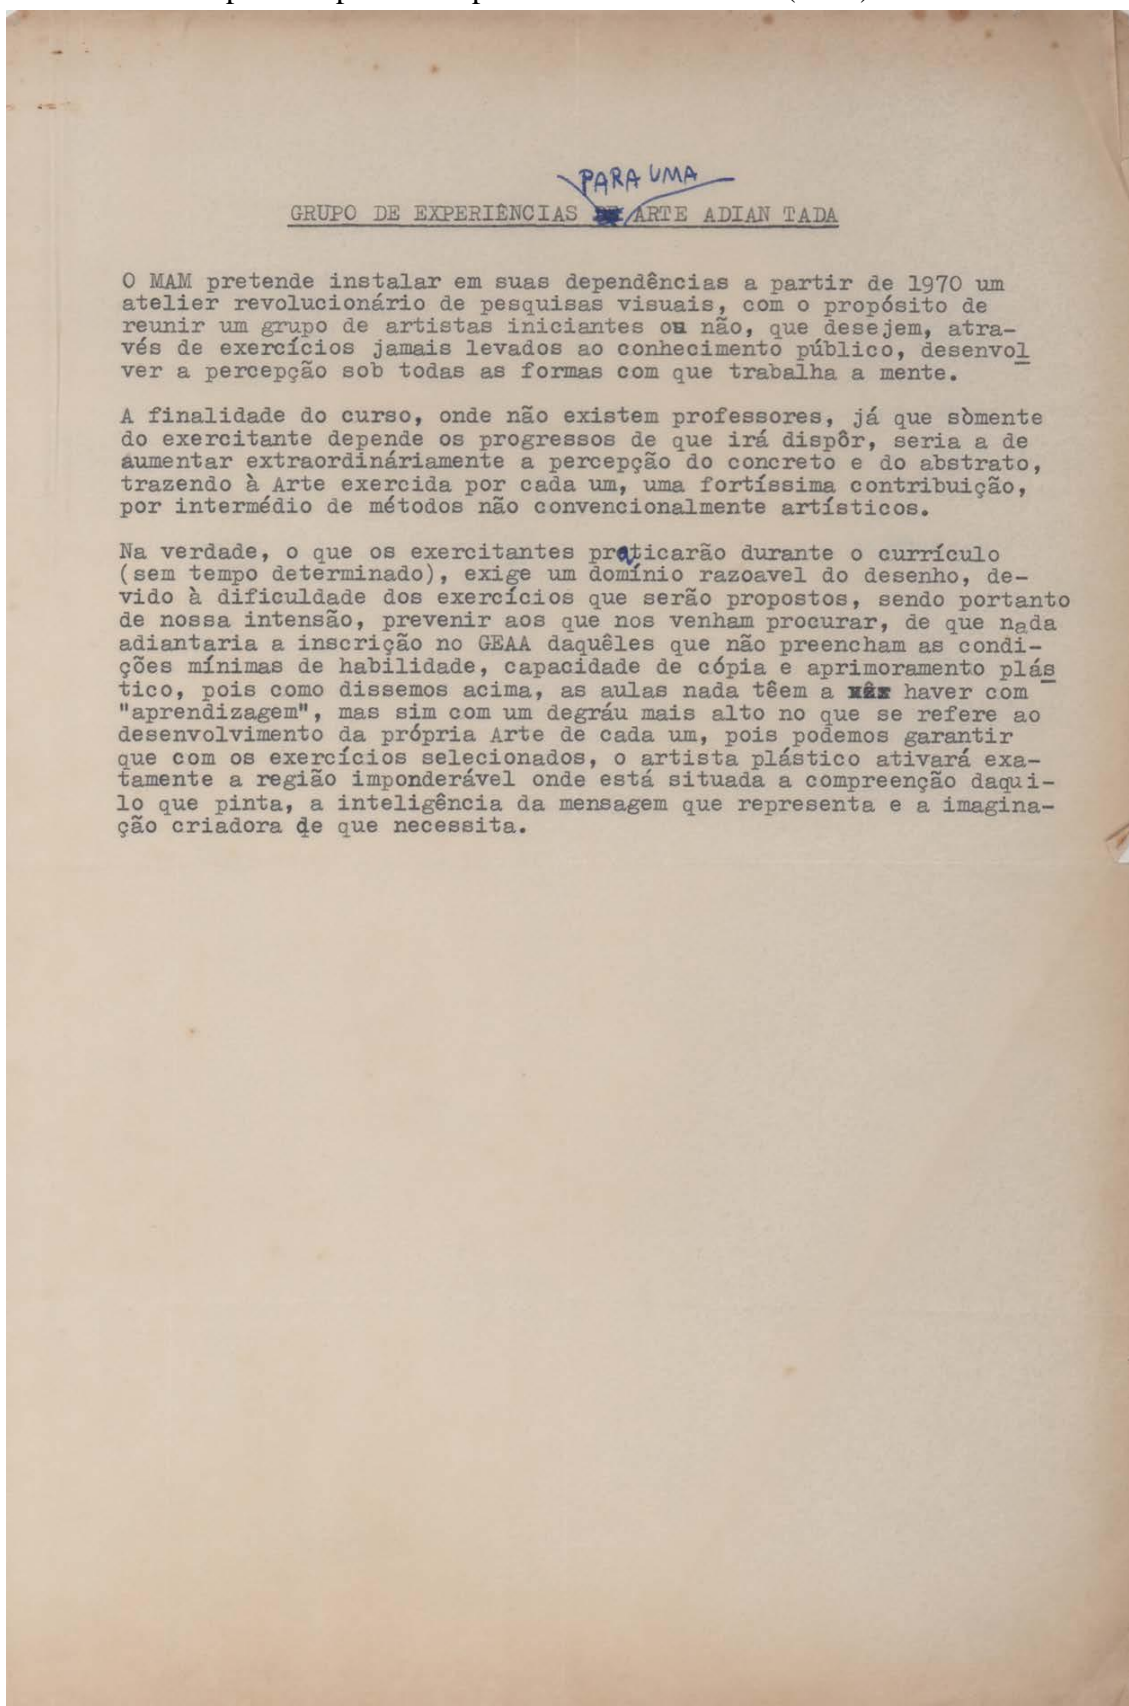 PARA UMA
GRUPO DE EXPERIÊNCIAS ARTE ADIAN TADA
O MAM pretende instalar em suas dependências a partir de 1970 um
atelier revolucionário de pesquisas visuais, com o propósito de
reunir um grupo de artistas iniciantes ou não, que desejem, atra-
vés de exercícios jamais levados ao conhecimento público, desenvol
ver a percepção sob todas as formas com que trabalha a mente.
A finalidade do curso, onde não existem professores, já que sòmente
do exercitante depende os progressos de que irá dispôr, seria a de
aumentar extraordináriamente a percepção do concreto e do abstrato,
trazendo à Arte exercida por cada um, uma fortíssima contribuição,
por intermédio de métodos não convencionalmente artísticos.
Na verdade, o que os exercitantes praticarão durante o currículo
(sem tempo determinado), exige um domínio razoavel do desenho, de-
vido à dificuldade dos exercícios que serão propostos, sendo portanto
de nossa intensão, prevenir aos que nos venham procurar, de que nada
adiantaria a inscrição no GEAA daquêles que não preencham as condi-
ções mínimas de habilidade, capacidade de cópia e aprimoramento plás
tico, pois como dissemos acima, as aulas nada têem a haver com
"aprendizagem", mas sim com um degráu mais alto no que se refere ao
desenvolvimento da própria Arte de cada um, pois podemos garantir
que com os exercícios selecionados, o artista plástico ativará exa-
tamente a região imponderável onde está situada a compreenção daqui-
lo que pinta, a inteligência da mensagem que representa e a imagina-
ção criadora de que necessita.